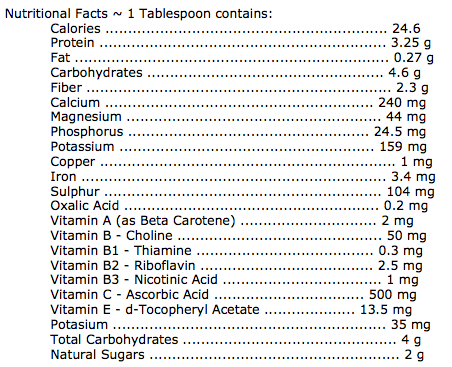 Nutritional Facts ~ 1 Tablespoon contains:
Calories ................................................................. 24.6
Protein .................................................................. 3.25 g
Fat ......................................................................... 0.27 g
Carbohydrates ....................................................... 4.6 g
Fiber ...................................................................... 2.3 g
Calcium ................................................................ 240 mg
Magnesium ........................................................... 44 mg
Phosphorus .......................................................... 24.5 mg
Potassium ............................................................ 159 mg
Copper .................................................................. 1 mg
Iron ...................................................................... 3.4 mg
Sulphur ................................................................ 104 mg
Oxalic Acid ............................................................ 0.2 mg
Vitamin A (as Beta Carotene) ................................ 2 mg
Vitamin B - Choline ................................................ 50 mg
Vitamin B1 - Thiamine .......................................... 0.3 mg
Vitamin B2 - Riboflavin ........................................ 2.5 mg
Vitamin B3 - Nicotinic Acid .................................... 1 mg
Vitamin C - Ascorbic Acid ................................... 500 mg
Vitamin E - d-Tocopheryl Acetate ..................... 13.5 mg
Potasium ............................................................... 35 mg
Total Carbohydrates .................................................. 4 g
Natural Sugars .......................................................... 2 g